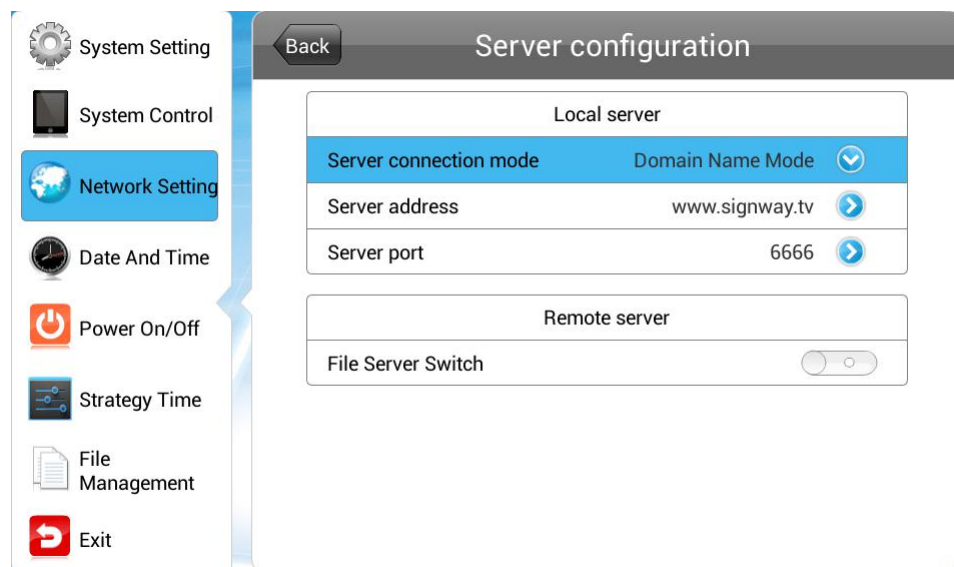 System Setting
System Control
Network Setting
Date And Time
Power On/Off
Strategy Time
File
Management
Exit
Back
Server configuration
Local server
Server connection mode Domain Name Mode
Server address www.signway.tv
Server port 6666
Remote server
File Server Switch